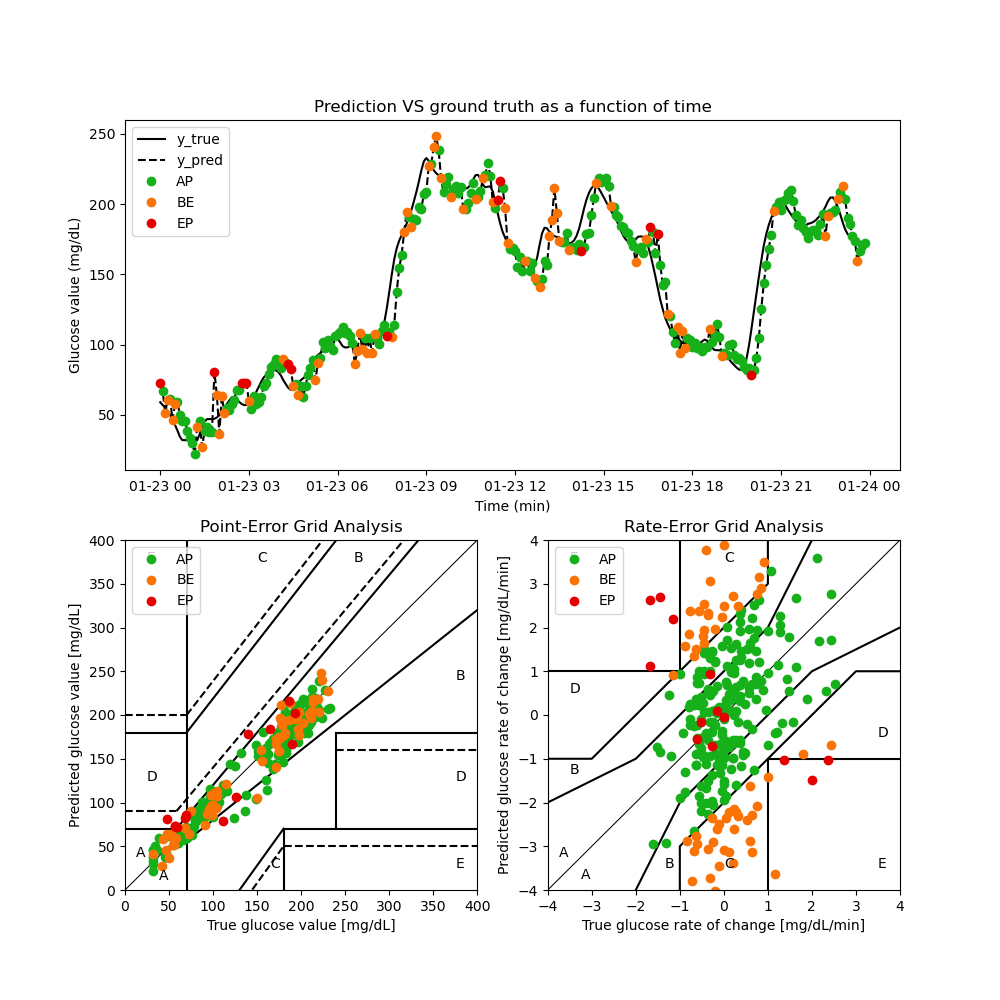 Prediction VS ground truth as a function of time
Glucose value (mg/dL)
250
200
150
100
50
y_true
y_pred
AP
BE
EP
01-23 00 01-23 03 01-23 06 01-23 09 01-23 12 01-23 15 01-23 18 01-23 21 01-24 00
Time (min)
Point-Error Grid Analysis
Predicted glucose value [mg/dL]
400
350
300
250
200
150
100
50
0
AP
BE
EP
C
B
B
D
D
A
A
C
E
0 50 100 150 200 250 300 350 400
True glucose value [mg/dL]
Rate-Error Grid Analysis
Predicted glucose rate of change [mg/dL/min]
4
3
2
1
0
−1
−2
−3
−4
AP
BE
EP
C
D
D
B
A
A
B
C
E
−4 −3 −2 −1 0 1 2 3 4
True glucose rate of change [mg/dL/min]